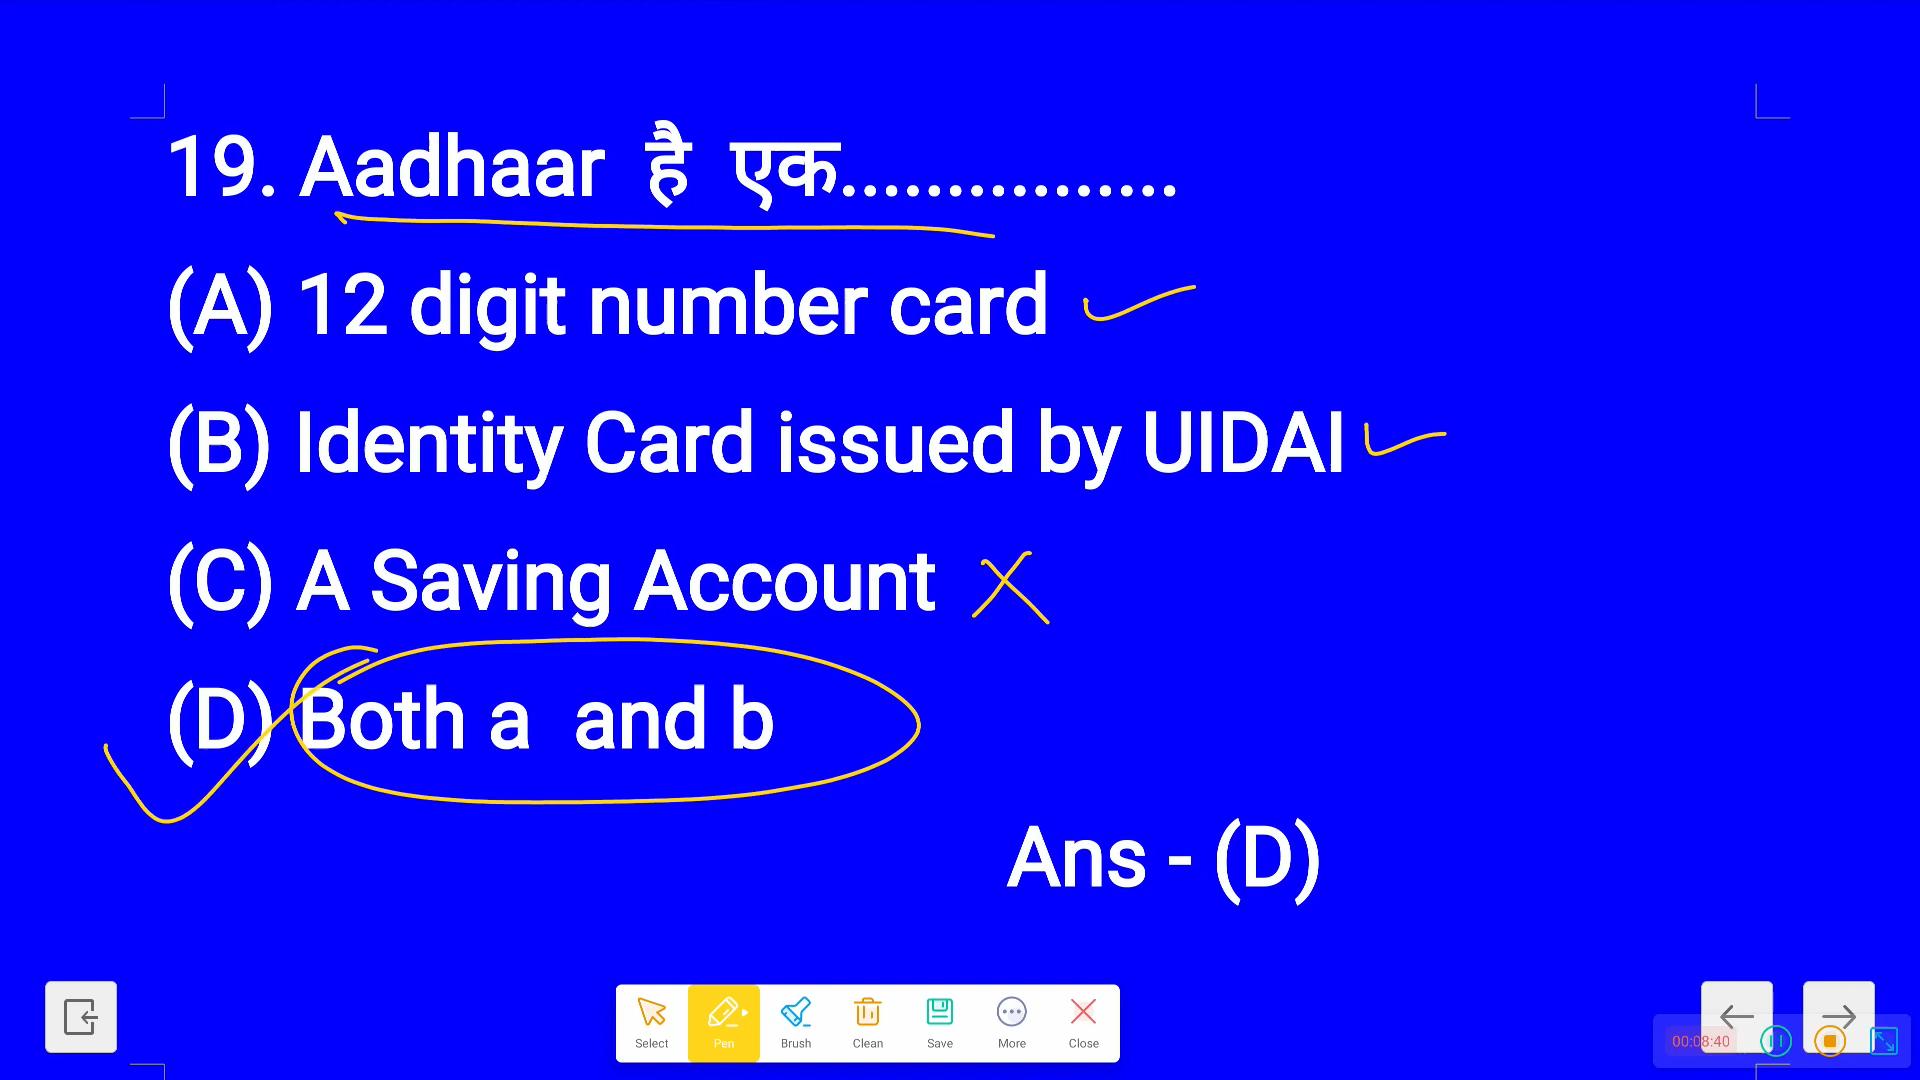 19. Aadhaar है एक................
(A) 12 digit number card
(B) Identity Card issued by UIDAI
(C) A Saving Account
(D) Both a and b
Ans - (D)
Select Pen Brush Clean Save More Close
00:08:40